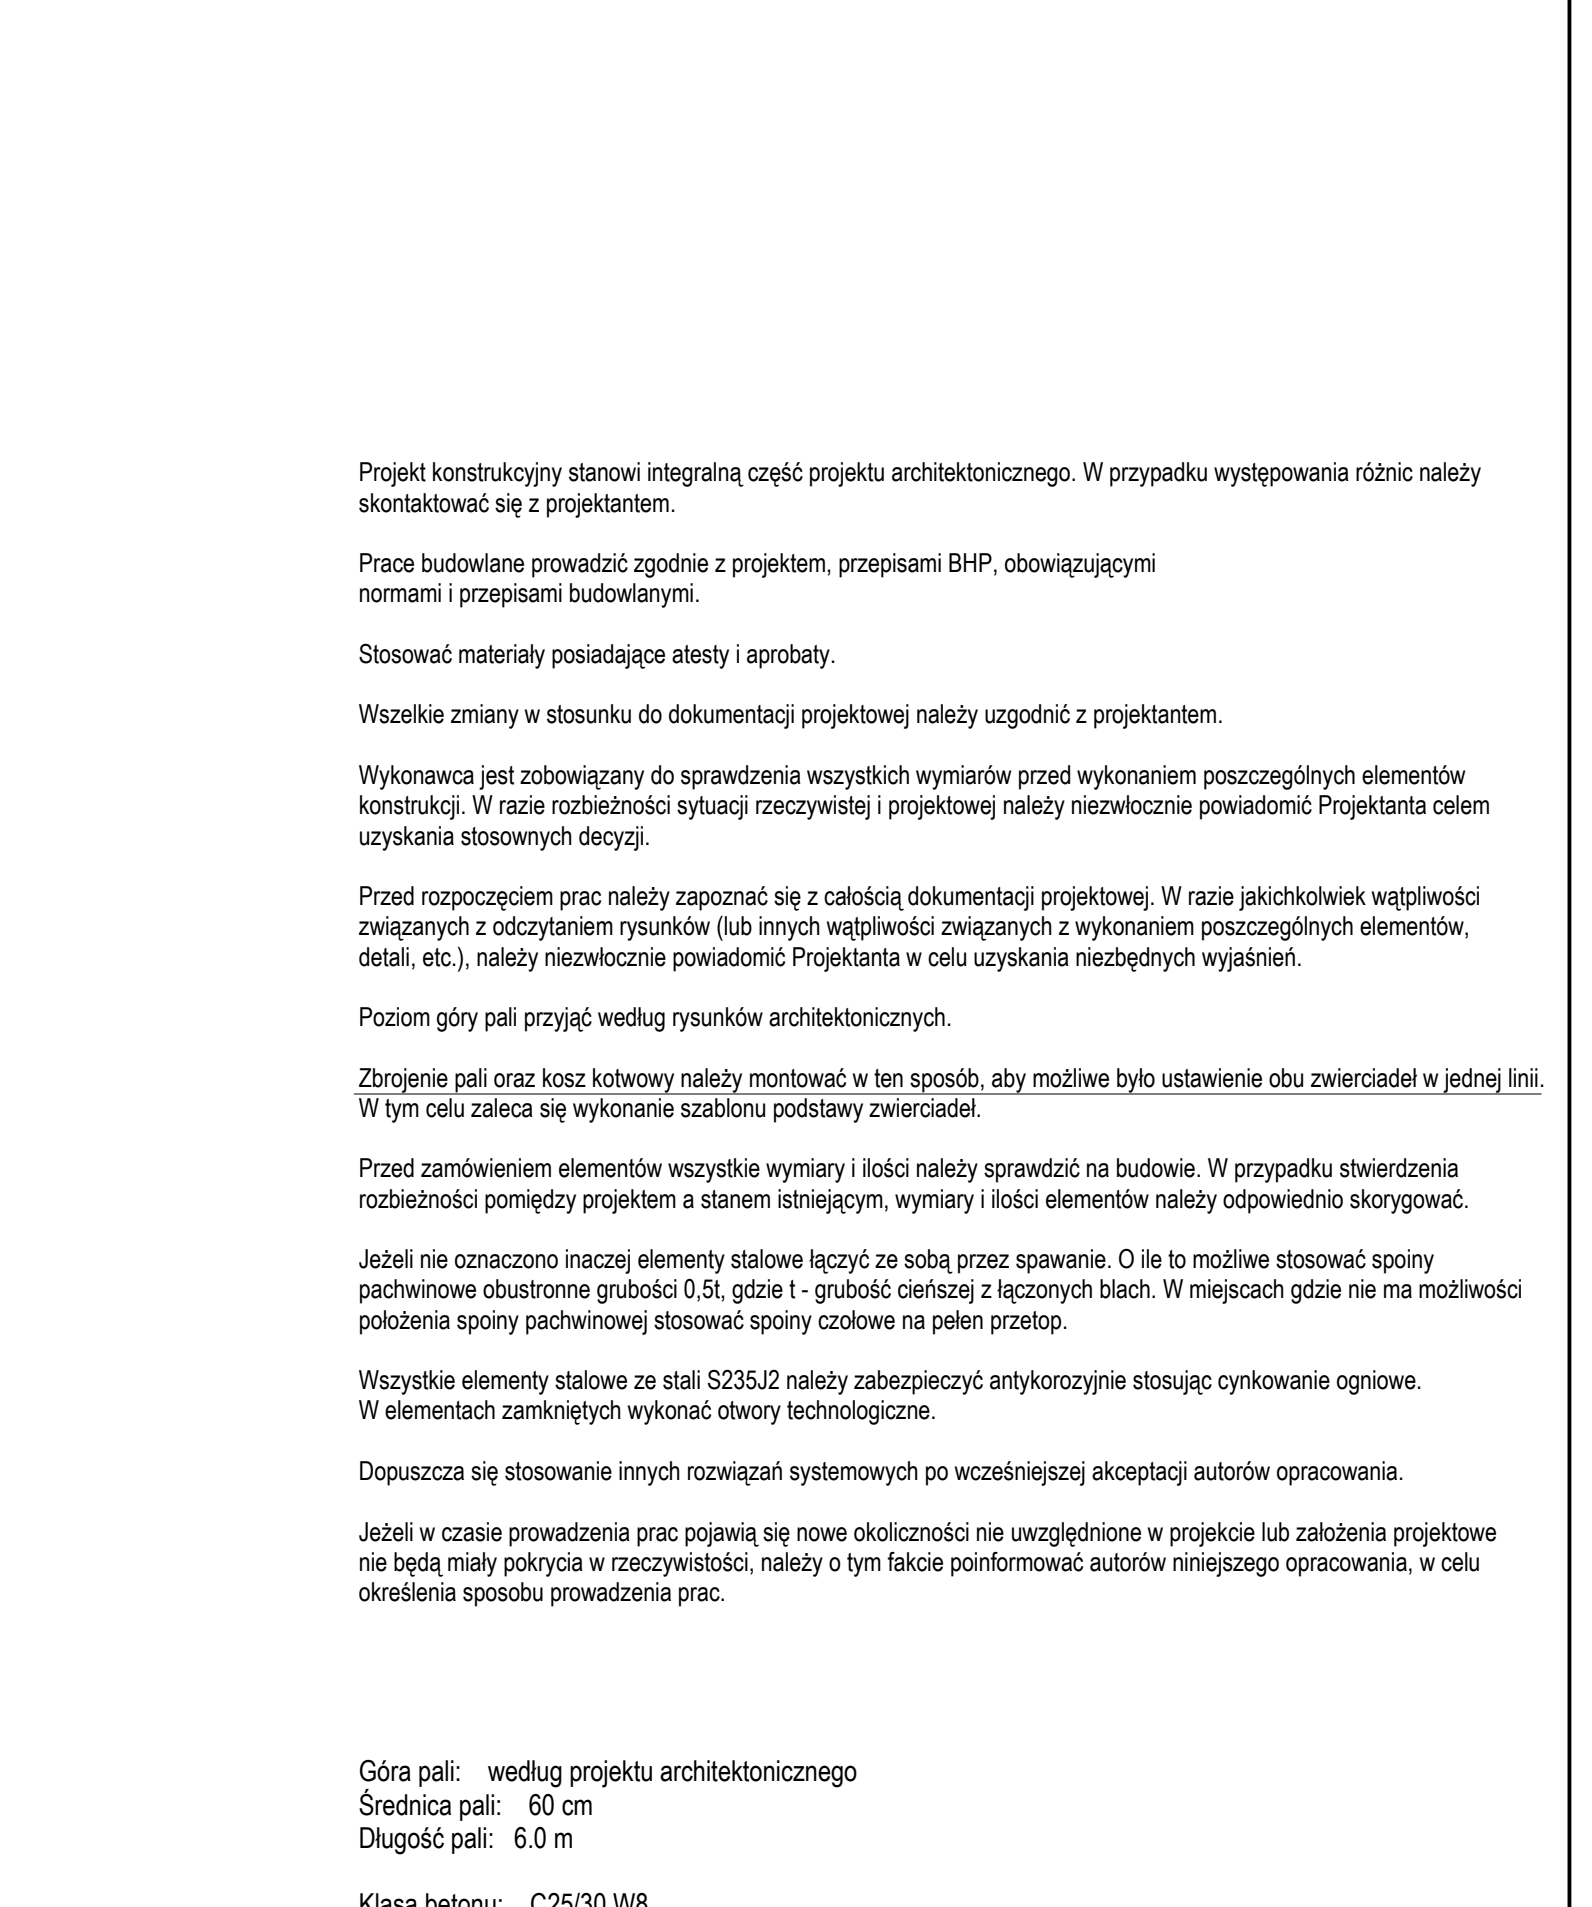 Projekt konstrukcyjny stanowi integralną część projektu architektonicznego. W przypadku występowania różnic należy
skontaktować się z projektantem.
Prace budowlane prowadzić zgodnie z projektem, przepisami BHP, obowiązującymi
normami i przepisami budowlanymi.
Stosować materiały posiadające atesty i aprobaty.
Wszelkie zmiany w stosunku do dokumentacji projektowej należy uzgodnić z projektantem.
Wykonawca jest zobowiązany do sprawdzenia wszystkich wymiarów przed wykonaniem poszczególnych elementów
konstrukcji. W razie rozbieżności sytuacji rzeczywistej i projektowej należy niezwłocznie powiadomić Projektanta celem
uzyskania stosownych decyzji.
Przed rozpoczęciem prac należy zapoznać się z całością dokumentacji projektowej. W razie jakichkolwiek wątpliwości
związanych z odczytaniem rysunków (lub innych wątpliwości związanych z wykonaniem poszczególnych elementów,
detali, etc.), należy niezwłocznie powiadomić Projektanta w celu uzyskania niezbędnych wyjaśnień.
Poziom góry pali przyjąć według rysunków architektonicznych.
Zbrojenie pali oraz kosz kotwowy należy montować w ten sposób, aby możliwe było ustawienie obu zwierciadeł w jednej linii.
W tym celu zaleca się wykonanie szablonu podstawy zwierciadeł.
Przed zamówieniem elementów wszystkie wymiary i ilości należy sprawdzić na budowie. W przypadku stwierdzenia
rozbieżności pomiędzy projektem a stanem istniejącym, wymiary i ilości elementów należy odpowiednio skorygować.
Jeżeli nie oznaczono inaczej elementy stalowe łączyć ze sobą przez spawanie. O ile to możliwe stosować spoiny
pachwinowe obustronne grubości 0,5t, gdzie t - grubość cieńszej z łączonych blach. W miejscach gdzie nie ma możliwości
położenia spoiny pachwinowej stosować spoiny czołowe na pełen przetop.
Wszystkie elementy stalowe ze stali S235J2 należy zabezpieczyć antykorozyjnie stosując cynkowanie ogniowe.
W elementach zamkniętych wykonać otwory technologiczne.
Dopuszcza się stosowanie innych rozwiązań systemowych po wcześniejszej akceptacji autorów opracowania.
Jeżeli w czasie prowadzenia prac pojawią się nowe okoliczności nie uwzględnione w projekcie lub założenia projektowe
nie będą miały pokrycia w rzeczywistości, należy o tym fakcie poinformować autorów niniejszego opracowania, w celu
określenia sposobu prowadzenia prac.
Góra pali: według projektu architektonicznego
Średnica pali: 60 cm
Długość pali: 6.0 m
Klasa betonu: C25/30 W8